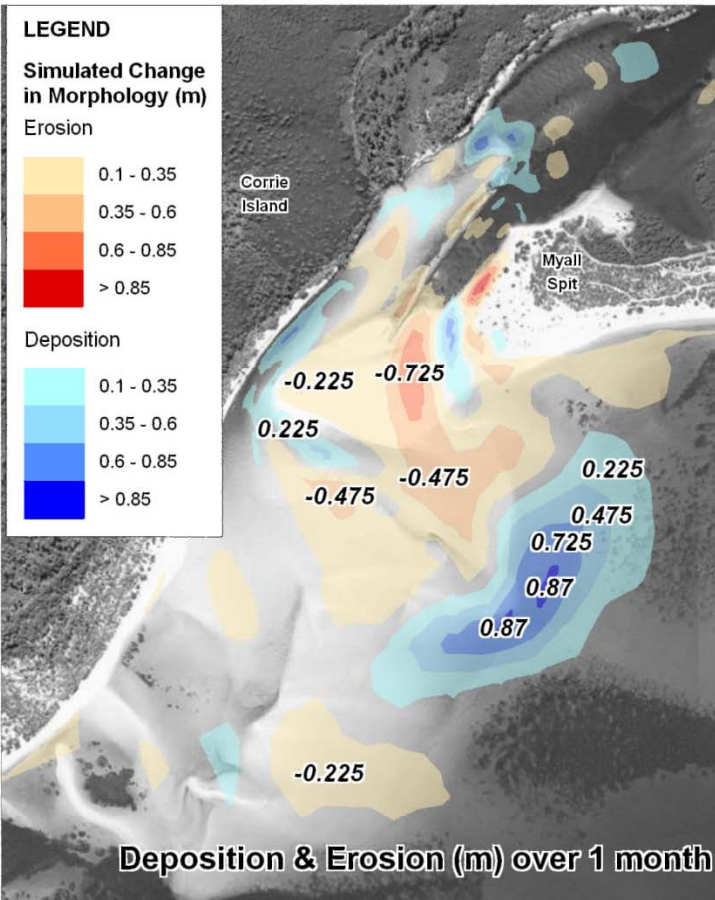 LEGEND
Simulated Change
in Morphology (m)
Erosion
0.1 - 0.35
0.35 - 0.6
0.6 - 0.85
> 0.85
Deposition
0.1 - 0.35
0.35 - 0.6
0.6 - 0.85
> 0.85
Corrie
Island
Myall
Spit
-0.225
-0.725
0.225
-0.475
-0.475
0.225
0.475
0.725
0.87
0.87
-0.225
Deposition & Erosion (m) over 1 month